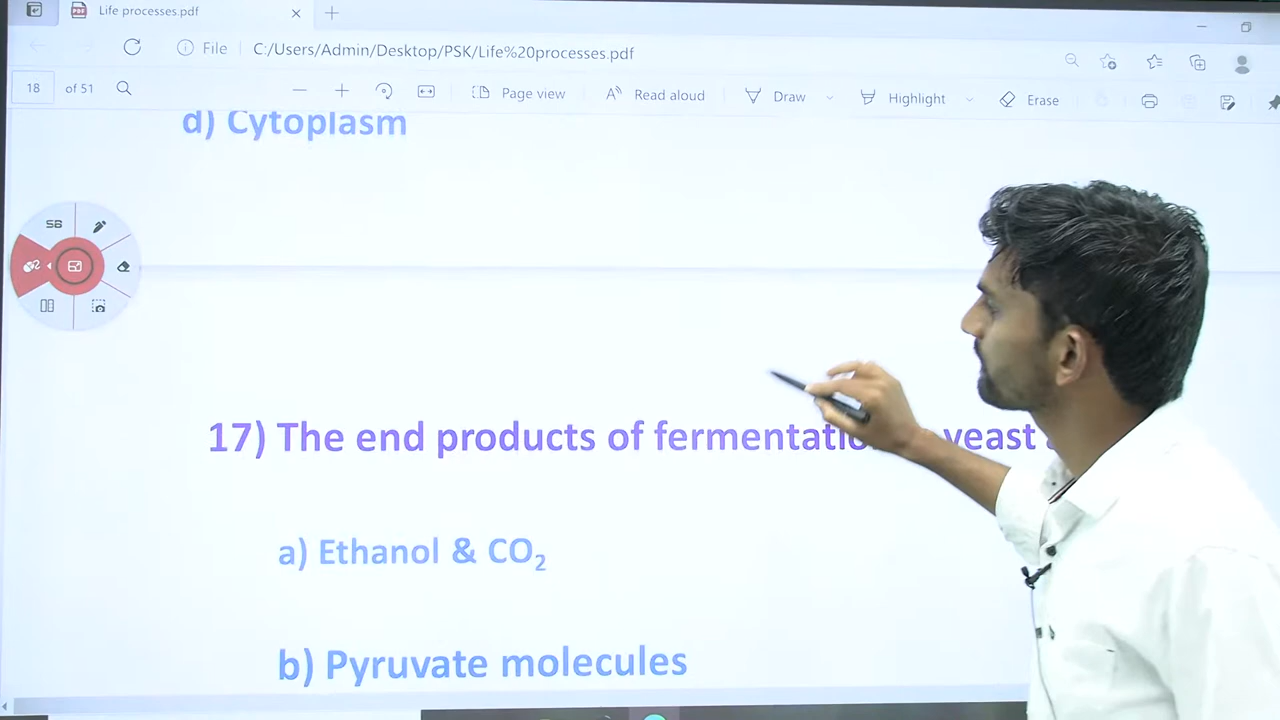 Life processes.pdf
File C:/Users/Admin/Desktop/PSK/Life%20processes.pdf
18 of 51 Page view Read aloud Draw Highlight Erase
d) Cytoplasm
SB
17) The end products of fermentation yeast
a) Ethanol & CO₂
b) Pyruvate molecules